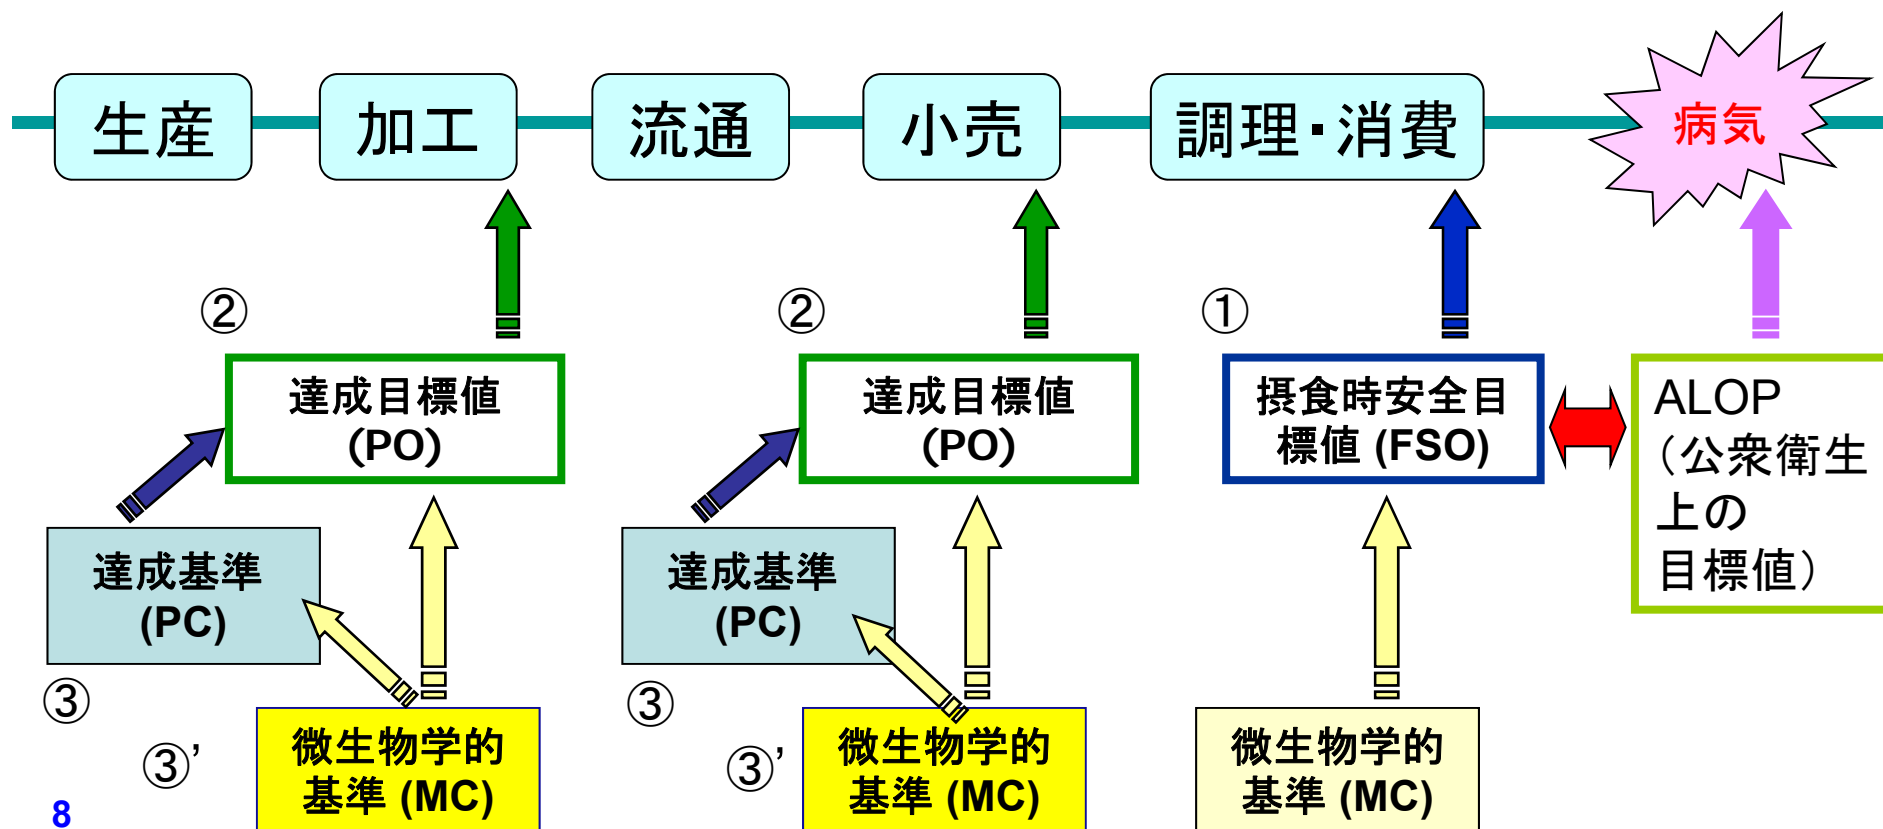 生産
加工
流通
小売
調理・消費
病気
②
②
①
達成目標値
(PO)
達成目標値
(PO)
摂食時安全目
標値 (FSO)
ALOP
（公衆衛生
上の
目標値）
達成基準
(PC)
達成基準
(PC)
③
③
③’
微生物学的
基準 (MC)
③’
微生物学的
基準 (MC)
微生物学的
基準 (MC)
8